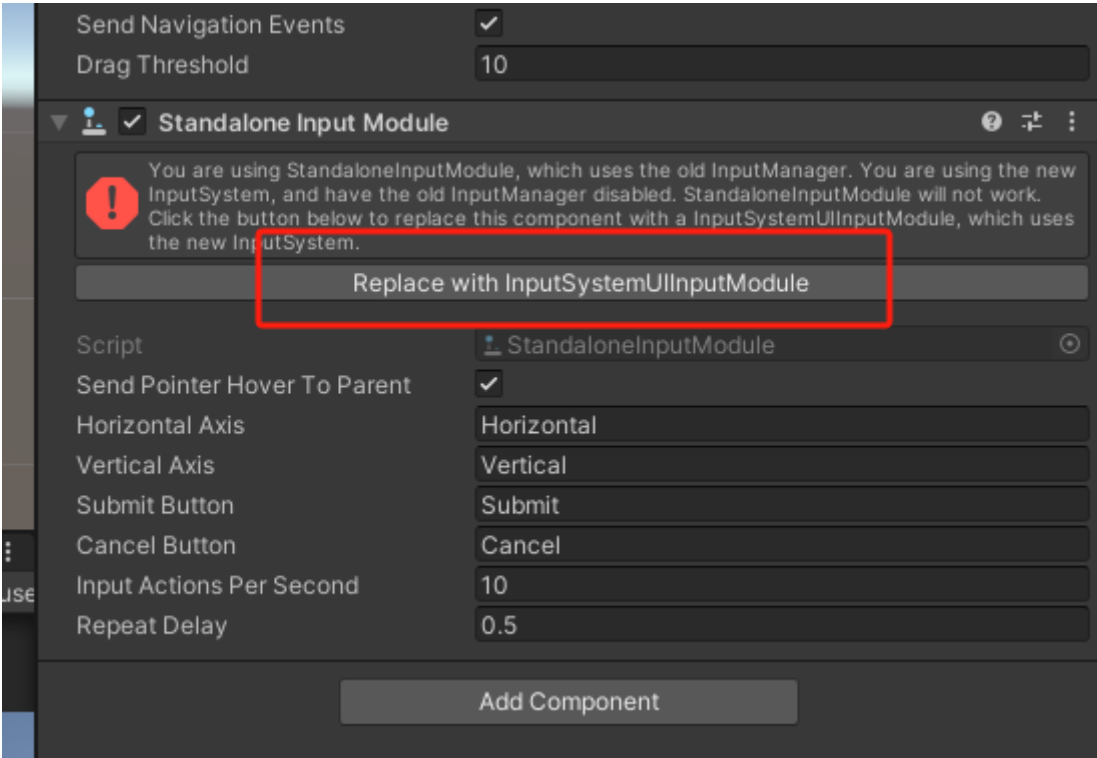 Send Navigation Events
Drag Threshold 10
Standalone Input Module
You are using StandaloneInputModule, which uses the old InputManager. You are using the new
InputSystem, and have the old InputManager disabled. StandaloneInputModule will not work.
Click the button below to replace this component with a InputSystemUIInputModule, which uses
the new InputSystem.
Replace with InputSystemUIInputModule
Script StandaloneInputModule
Send Pointer Hover To Parent
Horizontal Axis Horizontal
Vertical Axis Vertical
Submit Button Submit
Cancel Button Cancel
use
Input Actions Per Second 10
Repeat Delay 0.5
Add Component